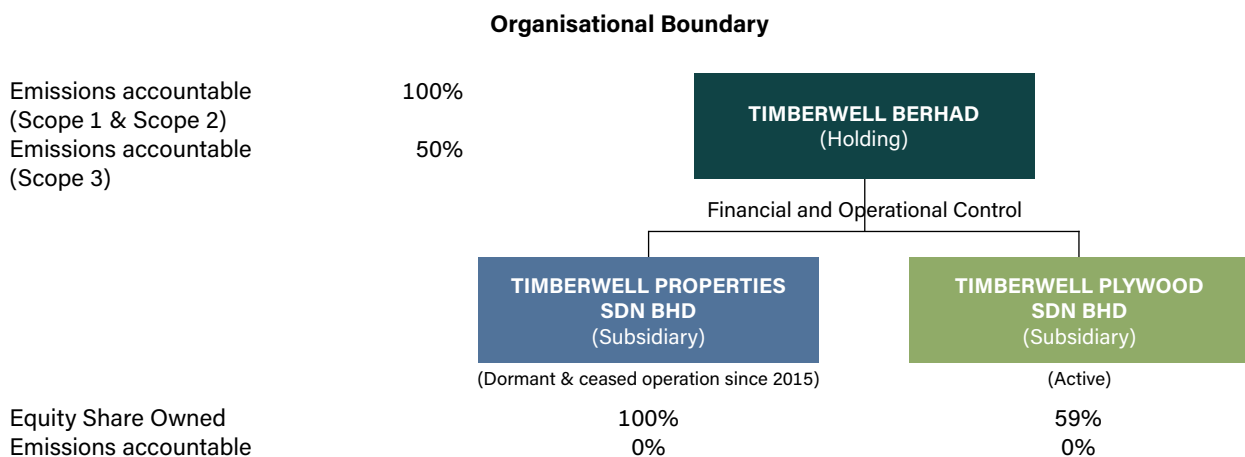 Organisational Boundary
Emissions accountable 100%
(Scope 1 & Scope 2)
Emissions accountable 50%
(Scope 3)
TIMBERWELL BERHAD
(Holding)
Financial and Operational Control
TIMBERWELL PROPERTIES
SDN BHD
(Subsidiary)
TIMBERWELL PLYWOOD
SDN BHD
(Subsidiary)
(Dormant & ceased operation since 2015) (Active)
Equity Share Owned 100% 59%
Emissions accountable 0% 0%